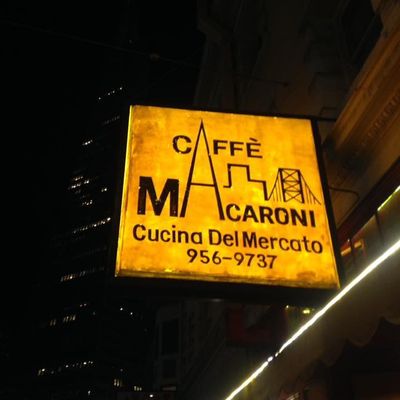 CAFFÈ
MACARONI
Cucina Del Mercato
956-9737